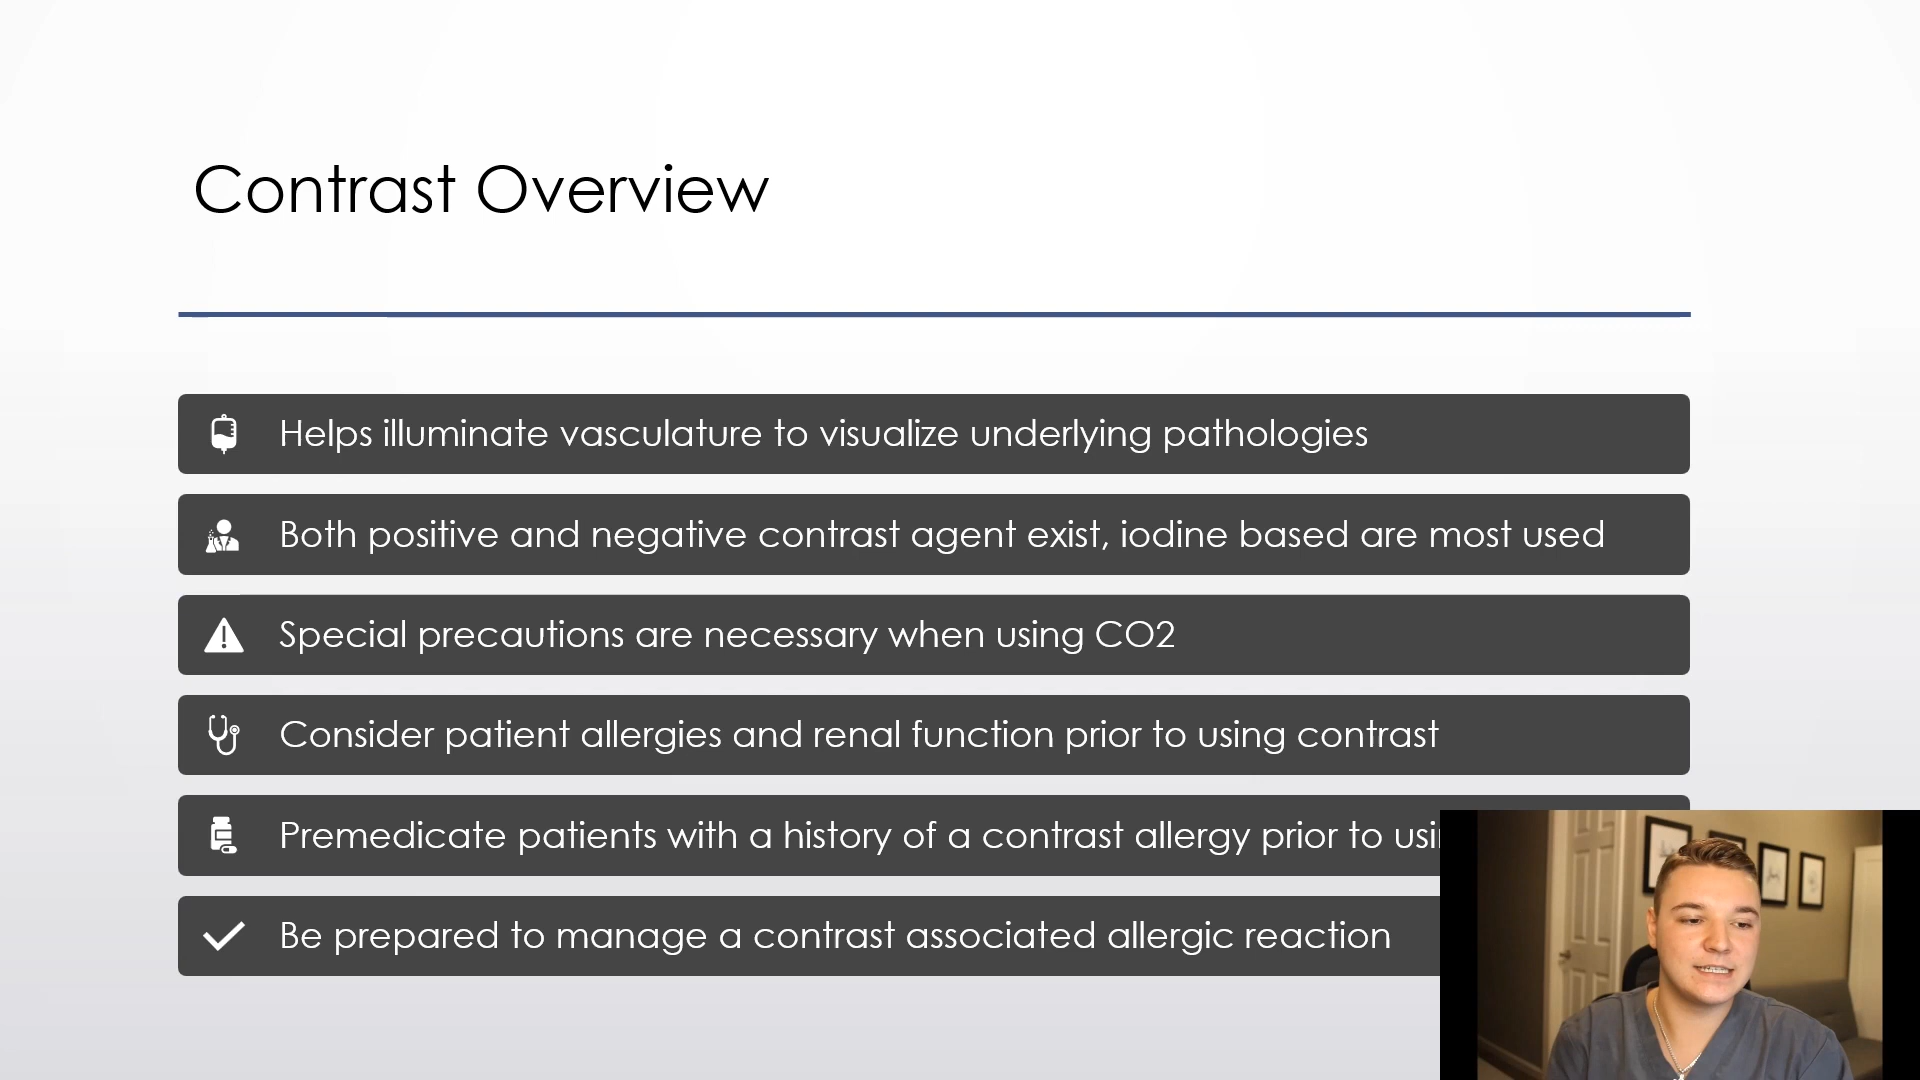 Contrast Overview
Helps illuminate vasculature to visualize underlying pathologies
Both positive and negative contrast agent exist, iodine based are most used
Special precautions are necessary when using CO2
Consider patient allergies and renal function prior to using contrast
Premedicate patients with a history of a contrast allergy prior to
Be prepared to manage a contrast associated allergic reaction